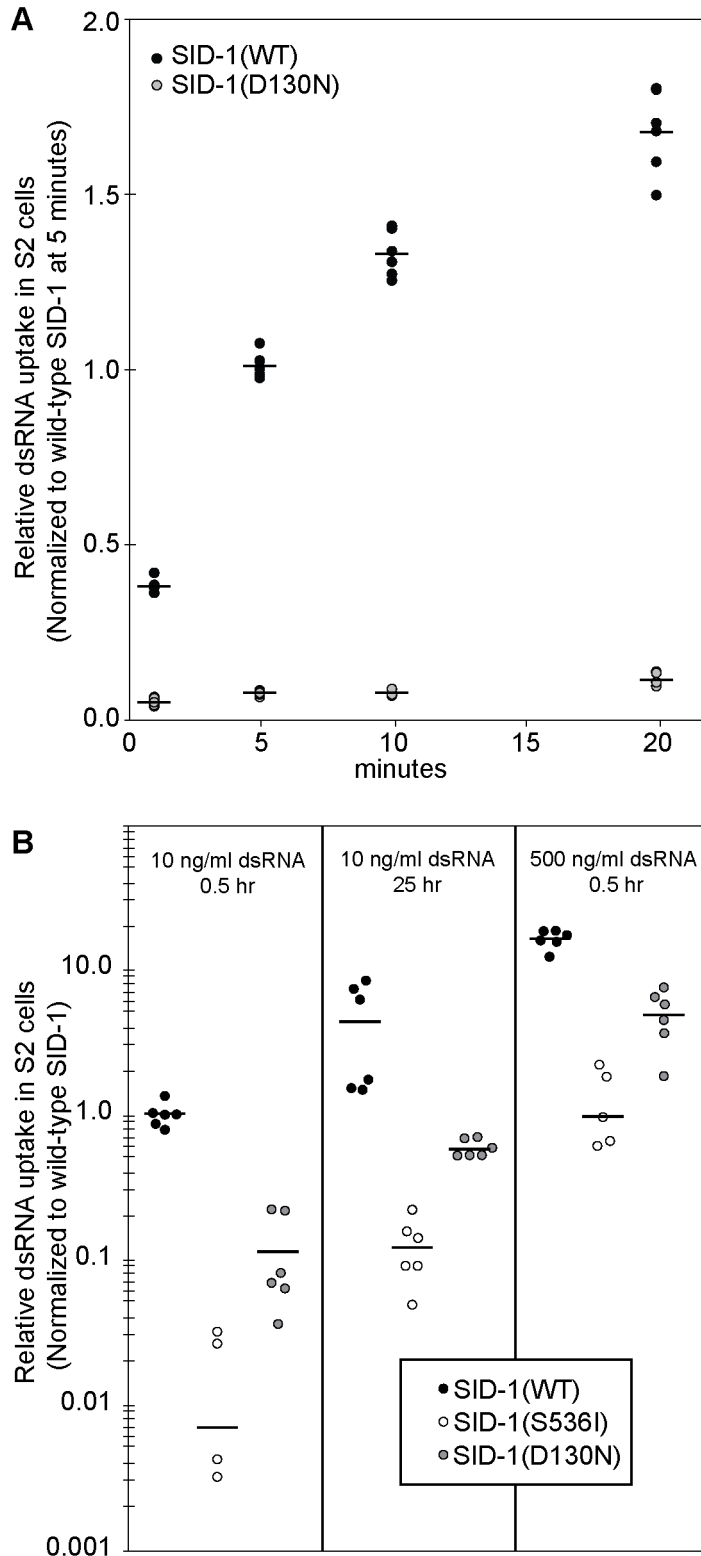 A
SID-1(WT)
SID-1(D130N)
Relative dsRNA uptake in S2 cells
(Normalized to wild-type SID-1 at 5 minutes)
2.0
1.5
1.0
0.5
0.0
0 5 10 15 20
minutes
B
10 ng/ml dsRNA
0.5 hr
10 ng/ml dsRNA
25 hr
500 ng/ml dsRNA
0.5 hr
Relative dsRNA uptake in S2 cells
(Normalized to wild-type SID-1)
10.0
1.0
0.1
0.01
0.001
SID-1(WT)
SID-1(S536I)
SID-1(D130N)